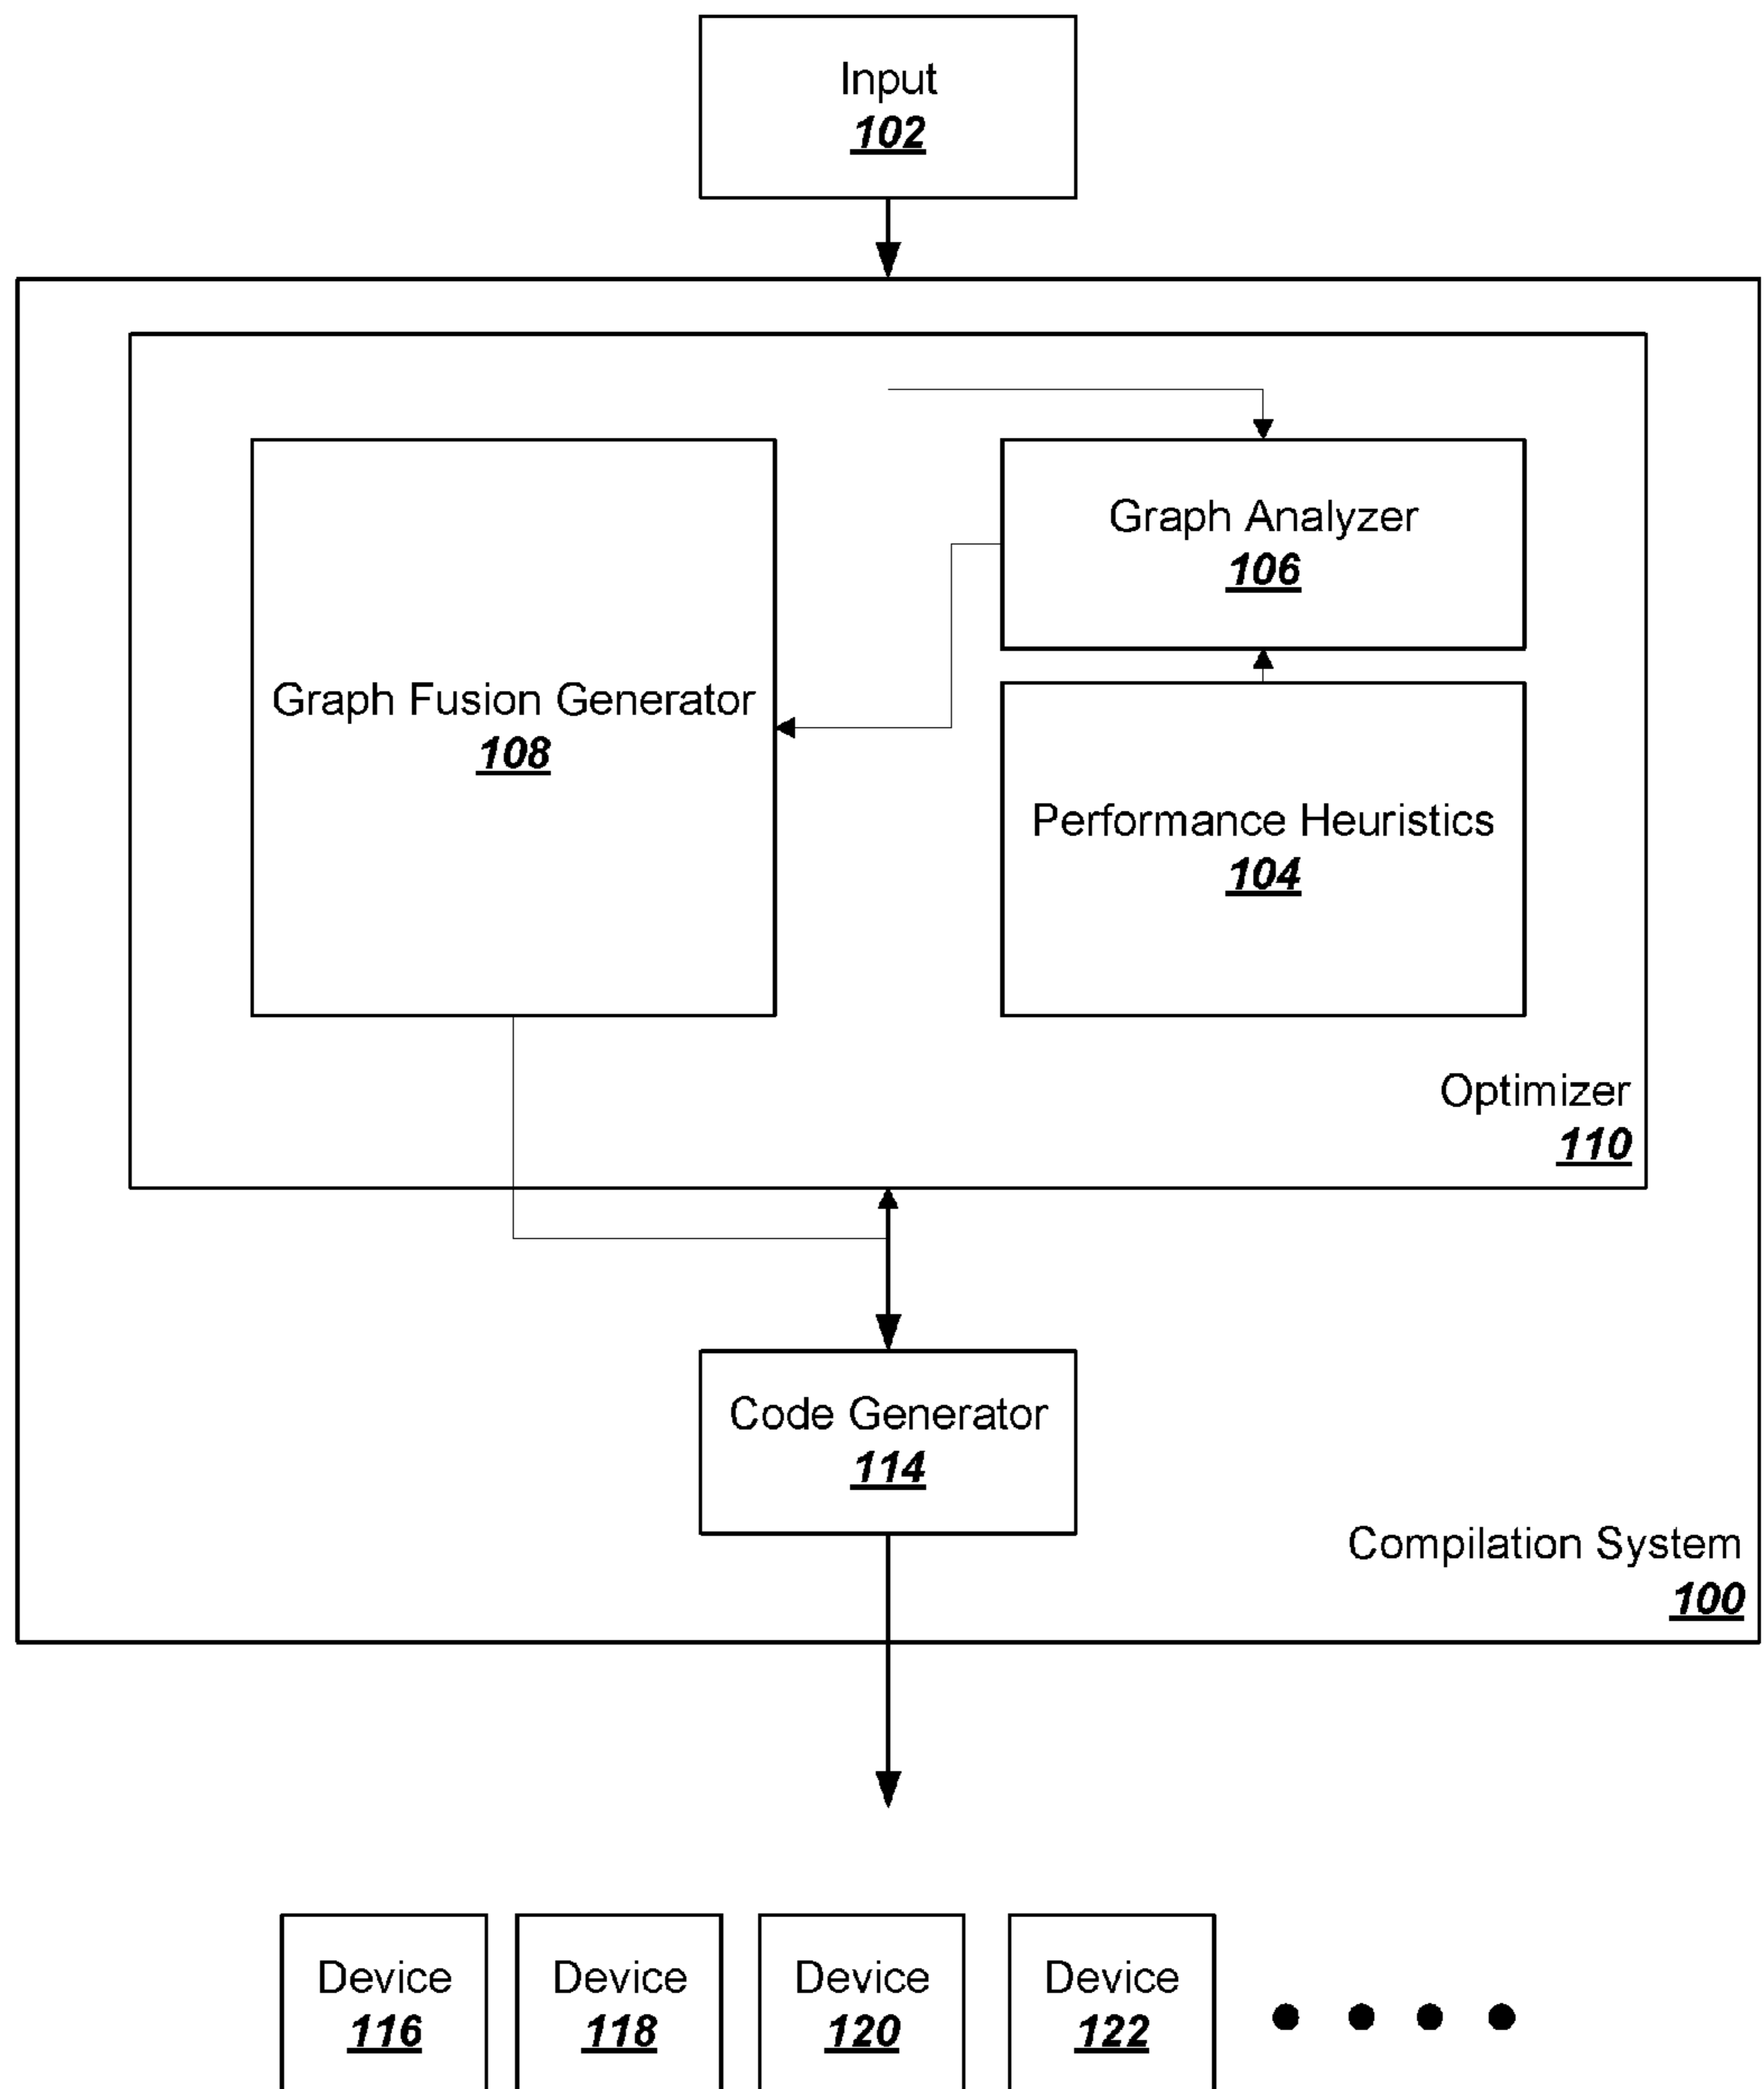 Input
102
Graph Analyzer
106
Graph Fusion Generator
108
Performance Heuristics
104
Optimizer
110
Code Generator
114
Compilation System
100
Device
116
Device
118
Device
120
Device
122